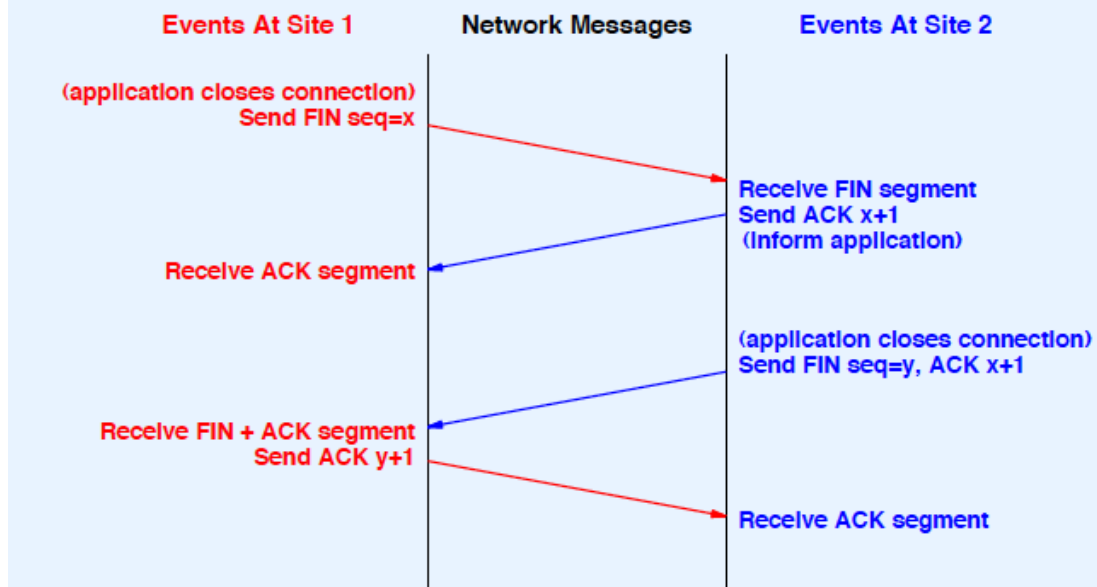 Events At Site 1
Network Messages
Events At Site 2
(application closes connection)
Send FIN seq=x
Receive FIN segment
Send ACK x+1
(inform application)
Receive ACK segment
(application closes connection)
Send FIN seq=y, ACK x+1
Receive FIN + ACK segment
Send ACK y+1
Receive ACK segment